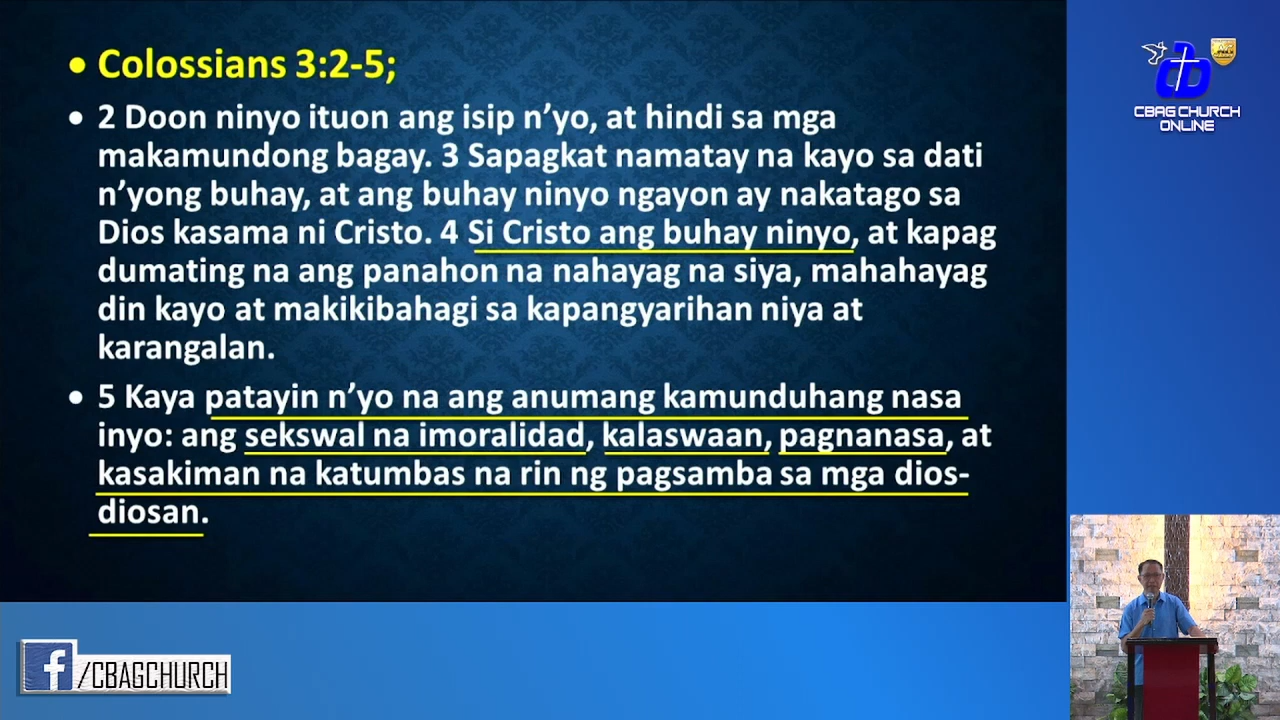 • Colossians 3:2-5;
• 2 Doon ninyo ituon ang isip n’yo, at hindi sa mga
makamundong bagay. 3 Sapagkat namatay na kayo sa dati
n’yong buhay, at ang buhay ninyo ngayon ay nakatago sa
Dios kasama ni Cristo. 4 Si Cristo ang buhay ninyo, at kapag
dumating na ang panahon na nahayag na siya, mahahayag
din kayo at makikibahagi sa kapangyarihan niya at
karangalan.
• 5 Kaya patayin n’yo na ang anumang kamunduhang nasa
inyo: ang sekswal na imoralidad, kalaswaan, pagnanasa, at
kasakiman na katumbas na rin ng pagsamba sa mga dios-
diosan.
CBAG CHURCH
ONLINE
f /CBAGCHURCH